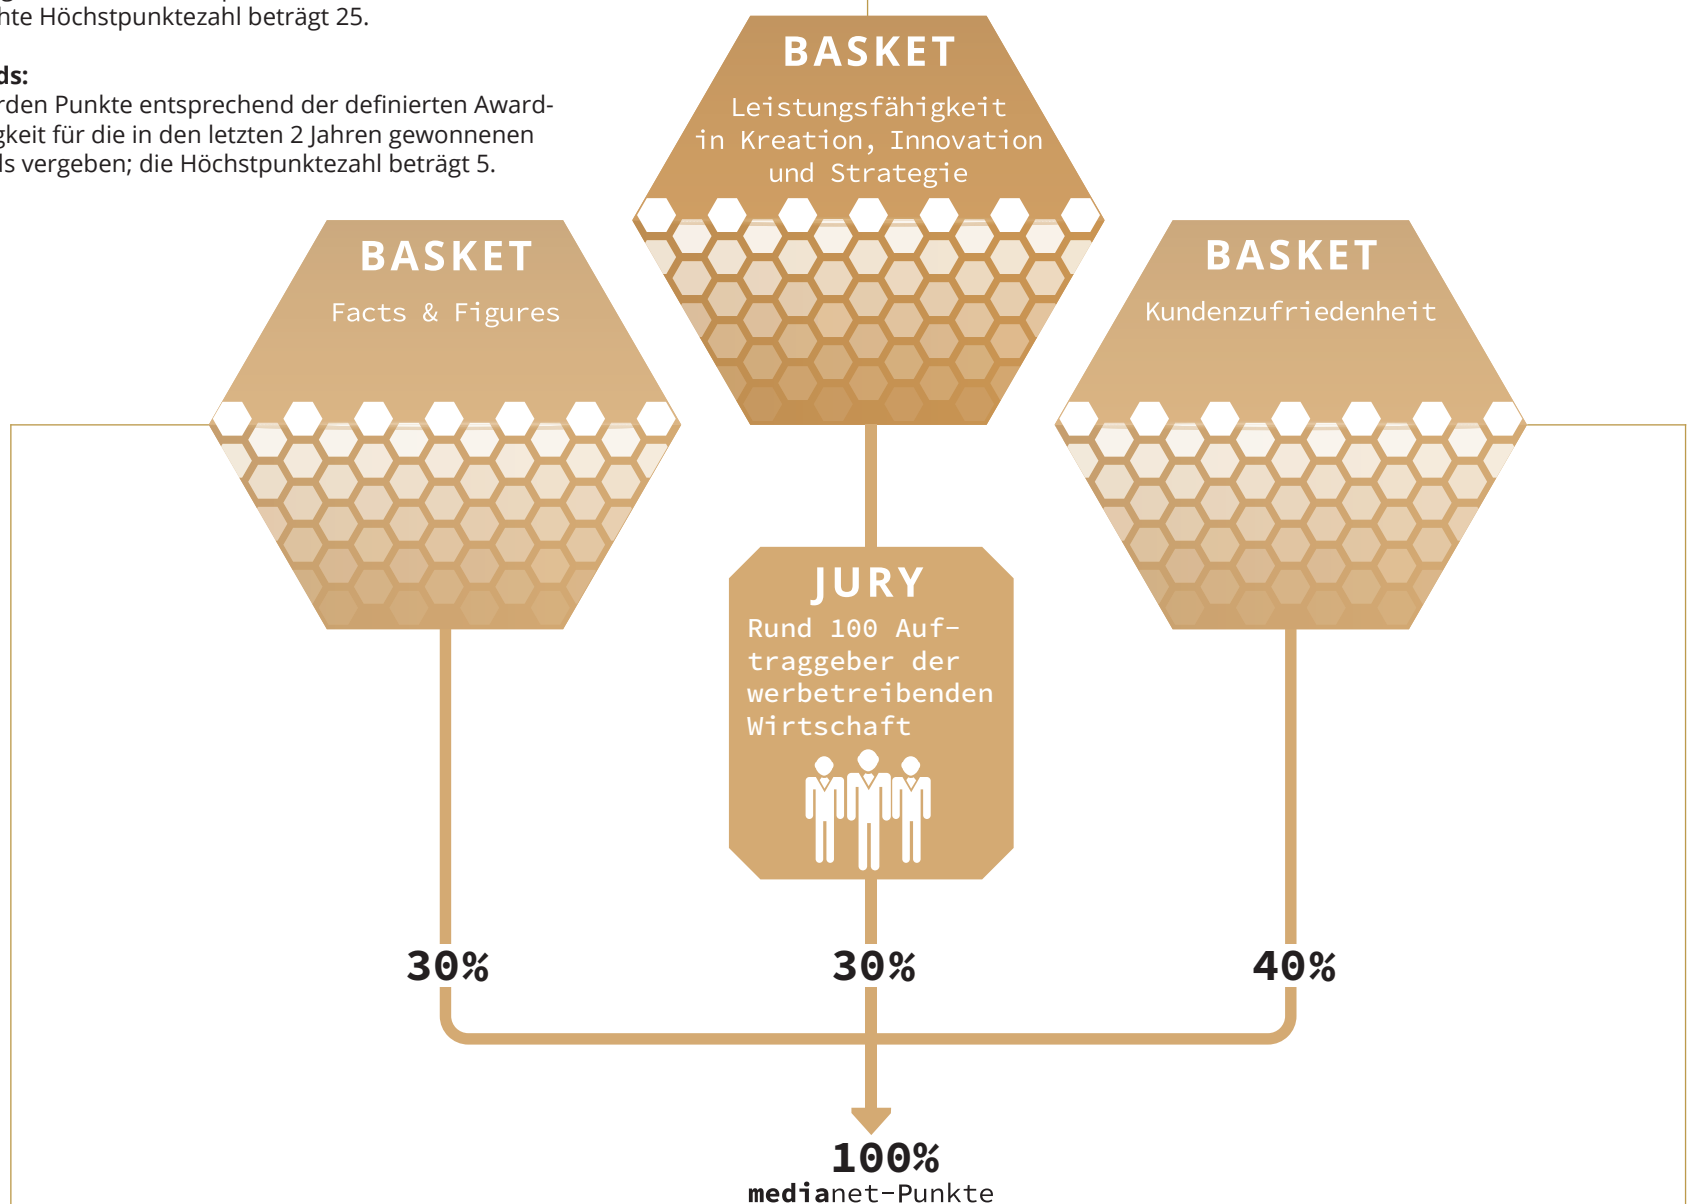 hte Höchstpunktezahl beträgt 25.
ds:
rden Punkte entsprechend der definierten Award-
gkeit für die in den letzten 2 Jahren gewonnenen
ds vergeben; die Höchstpunktezahl beträgt 5.
BASKET
Leistungsfähigkeit
in Kreation, Innovation
und Strategie
BASKET
Facts & Figures
BASKET
Kundenzufriedenheit
JURY
Rund 100 Auf-
traggeber der
werbetreibenden
Wirtschaft
30%
30%
40%
100%
medianet-Punkte